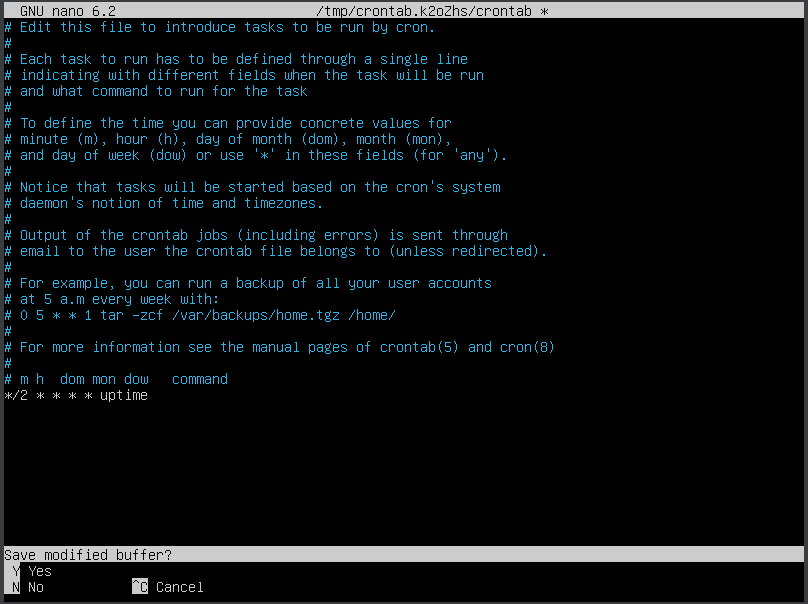 GNU nano 6.2 /tmp/crontab.k2oZhs/crontab *
# Edit this file to introduce tasks to be run by cron.
#
# Each task to run has to be defined through a single line
# indicating with different fields when the task will be run
# and what command to run for the task
#
# To define the time you can provide concrete values for
# minute (m), hour (h), day of month (dom), month (mon),
# and day of week (dow) or use '*' in these fields (for 'any').
#
# Notice that tasks will be started based on the cron's system
# daemon's notion of time and timezones.
#
# Output of the crontab jobs (including errors) is sent through
# email to the user the crontab file belongs to (unless redirected).
#
# For example, you can run a backup of all your user accounts
# at 5 a.m every week with:
# 0 5 * * 1 tar -zcf /var/backups/home.tgz /home/
#
# For more information see the manual pages of crontab(5) and cron(8)
#
# m h  dom mon dow   command
*/2 * * * * uptime
Save modified buffer?
Y Yes
N No ^C Cancel